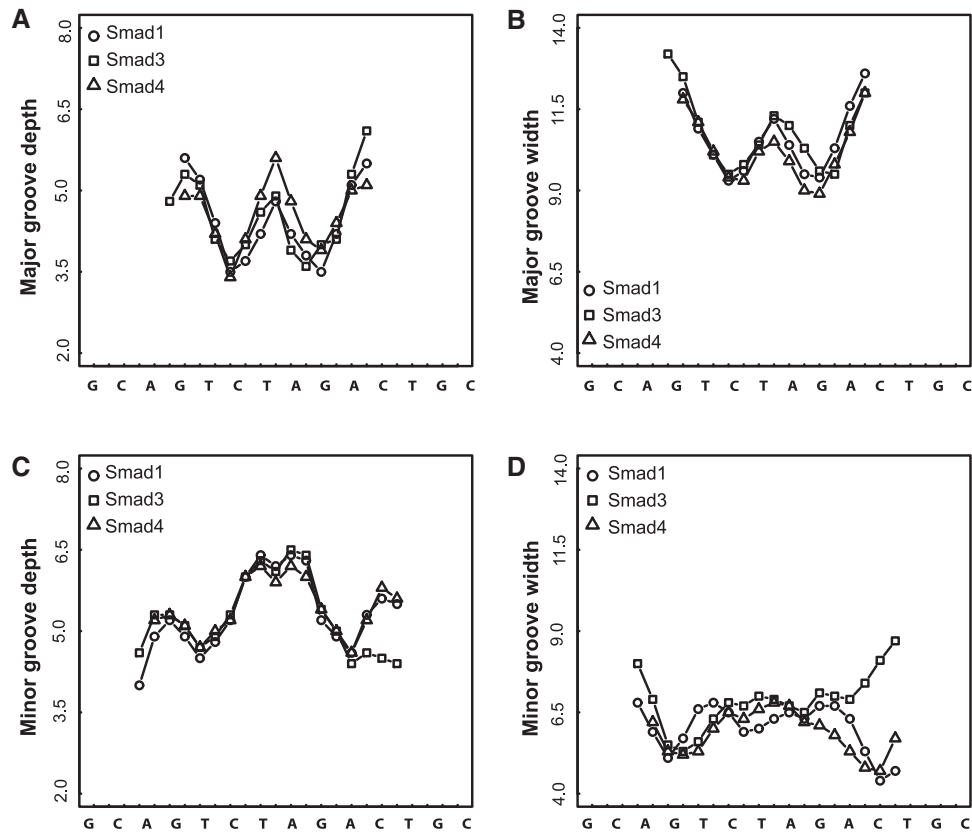 A
Major groove depth
8.0
6.5
5.0
3.5
2.0
Smad1
Smad3
Smad4
G C A G T C T A G A C T G C
B
Major groove width
14.0
11.5
9.0
6.5
4.0
Smad1
Smad3
Smad4
G C A G T C T A G A C T G C
C
Minor groove depth
8.0
6.5
5.0
3.5
2.0
Smad1
Smad3
Smad4
G C A G T C T A G A C T G C
D
Minor groove width
14.0
11.5
9.0
6.5
4.0
Smad1
Smad3
Smad4
G C A G T C T A G A C T G C